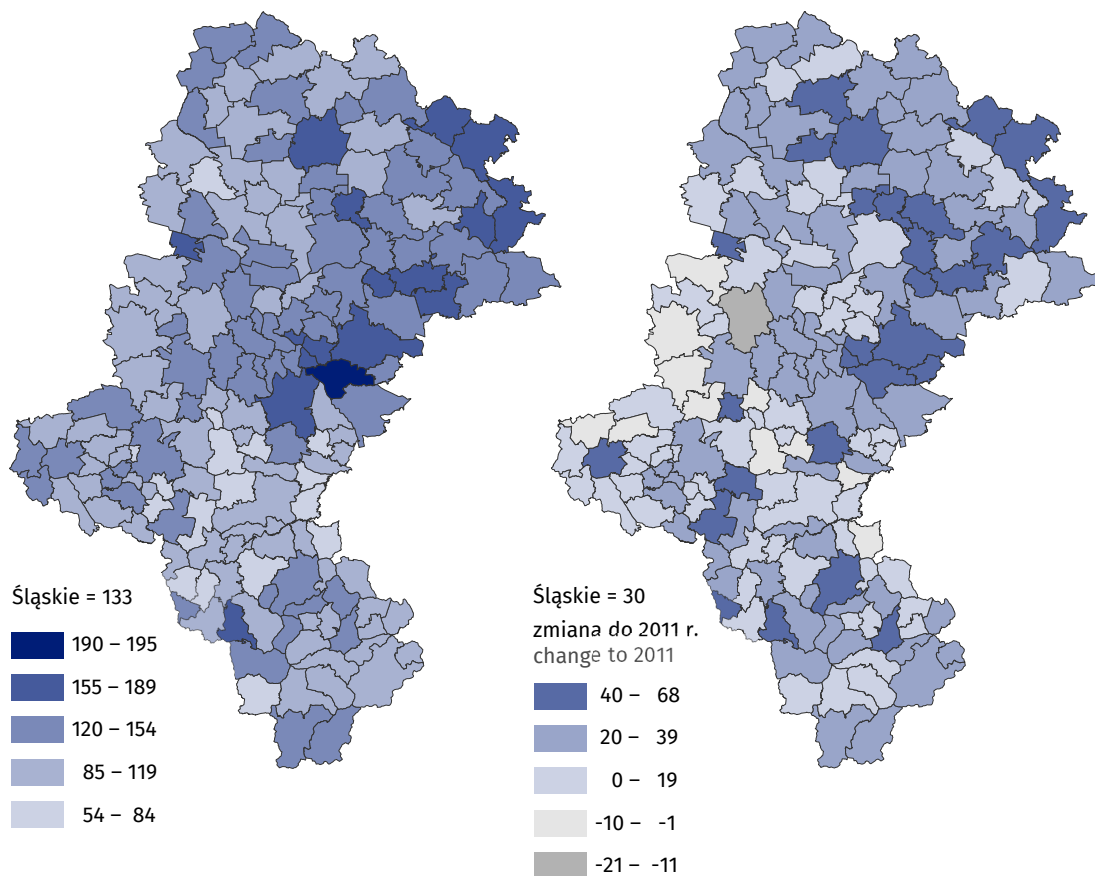 Śląskie = 133
190 – 195
155 – 189
120 – 154
85 – 119
54 – 84
Śląskie = 30
zmiana do 2011 r.
change to 2011
40 – 68
20 – 39
0 – 19
-10 – -1
-21 – -11